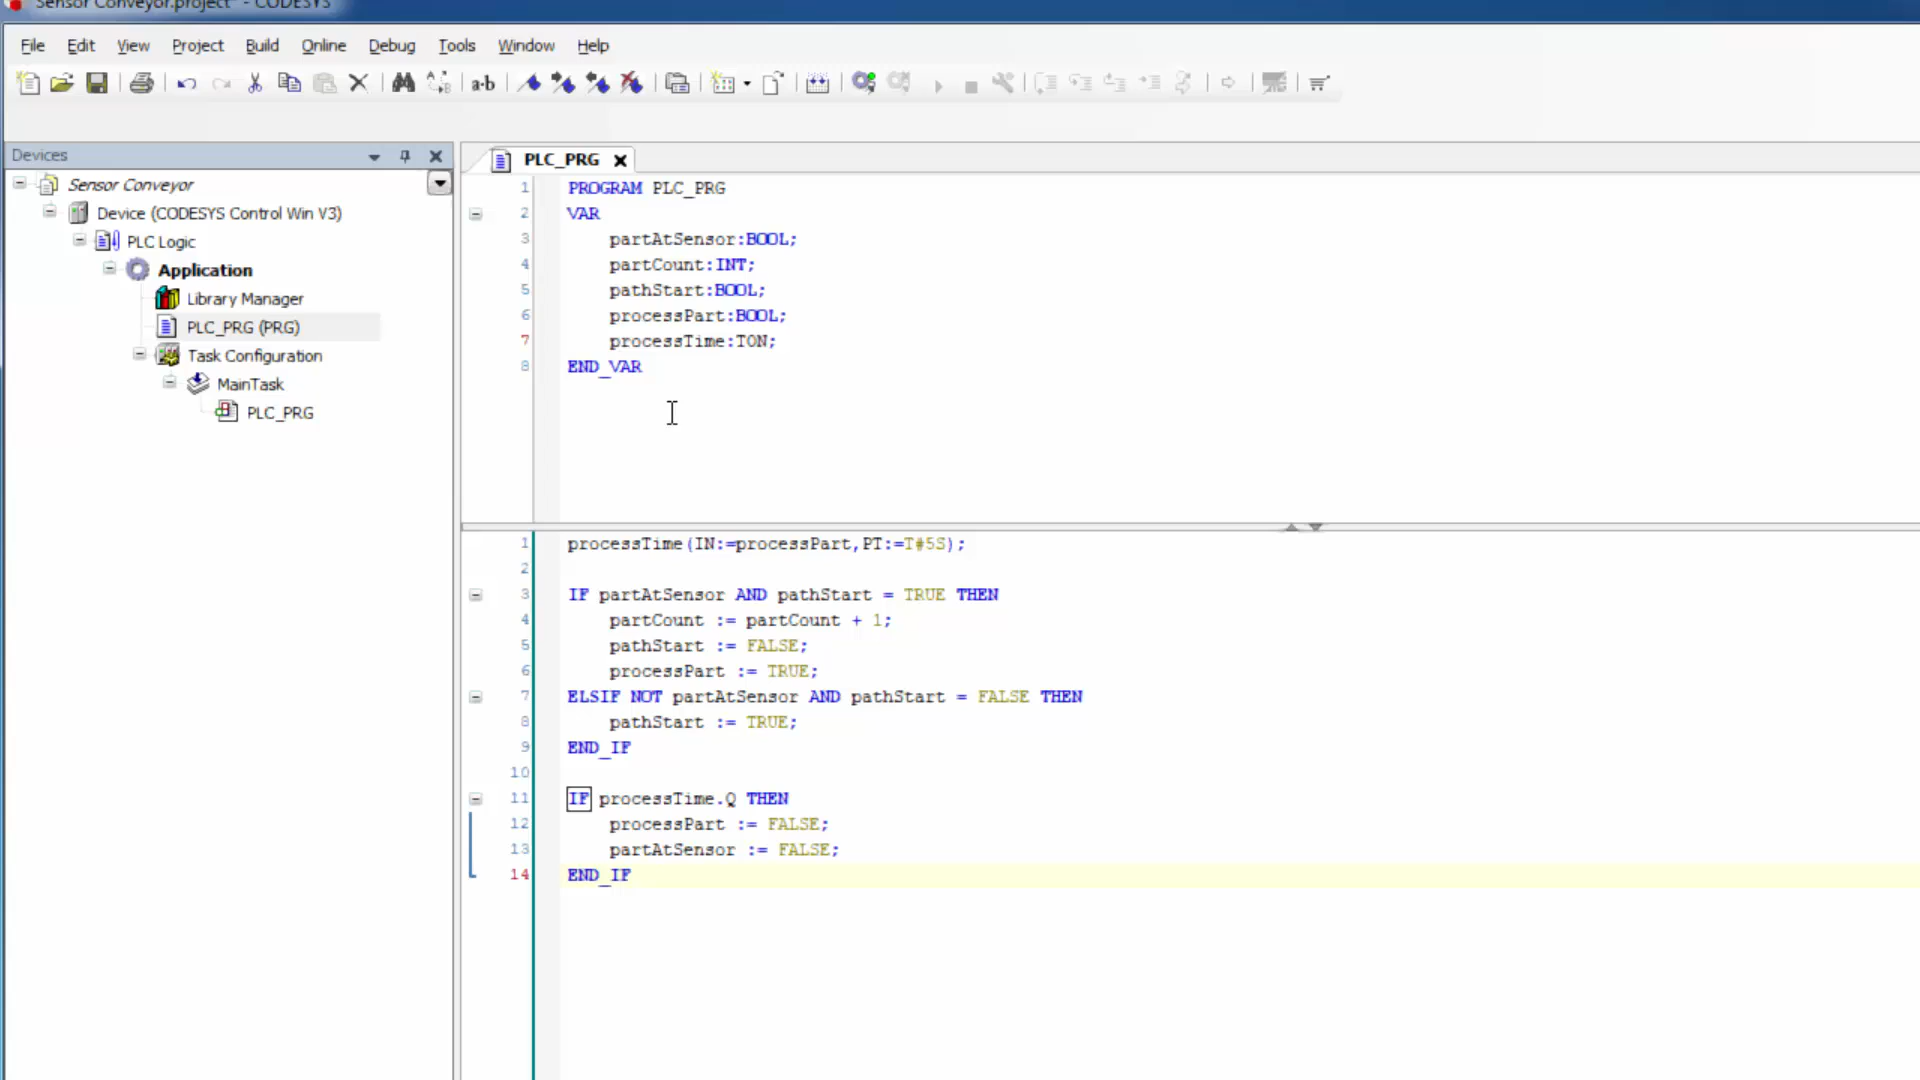 Sensor Conveyor.project* - CODESYS
File Edit View Project Build Online Debug Tools Window Help
a·b
Devices
Sensor Conveyor
Device (CODESYS Control Win V3)
PLC Logic
Application
Library Manager
PLC_PRG (PRG)
Task Configuration
MainTask
PLC_PRG
PLC_PRG
1 PROGRAM PLC_PRG
2 VAR
3 partAtSensor:BOOL;
4 partCount:INT;
5 pathStart:BOOL;
6 processPart:BOOL;
7 processTime:TON;
8 END_VAR
1 processTime(IN:=processPart,PT:=T#5S);
2
3 IF partAtSensor AND pathStart = TRUE THEN
4 partCount := partCount + 1;
5 pathStart := FALSE;
6 processPart := TRUE;
7 ELSIF NOT partAtSensor AND pathStart = FALSE THEN
8 pathStart := TRUE;
9 END_IF
10
11 IF processTime.Q THEN
12 processPart := FALSE;
13 partAtSensor := FALSE;
14 END_IF